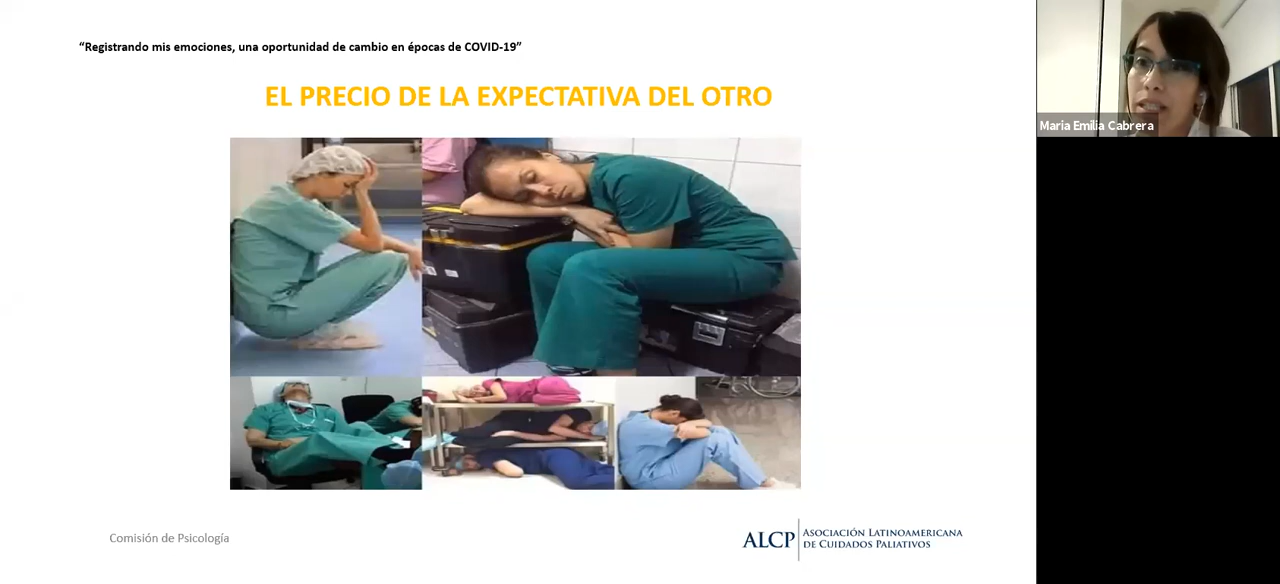 “Registrando mis emociones, una oportunidad de cambio en épocas de COVID-19”
EL PRECIO DE LA EXPECTATIVA DEL OTRO
Maria Emilia Cabrera
Comisión de Psicología
ALCP
ASOCIACIÓN LATINOAMERICANA
DE CUIDADOS PALIATIVOS